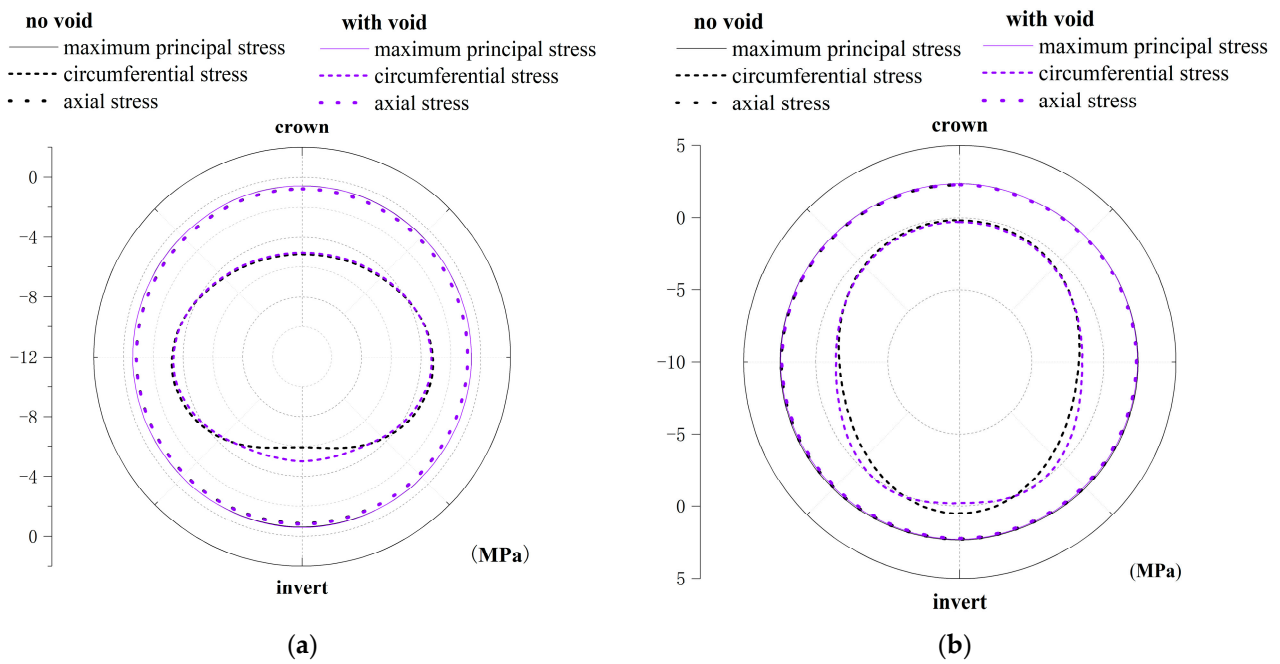 no void
with void
maximum principal stress
maximum principal stress
circumferential stress
circumferential stress
axial stress
axial stress
crown
0
−4
−8
−12
−8
−4
0
(MPa)
invert
(a)
no void
with void
maximum principal stress
maximum principal stress
circumferential stress
circumferential stress
axial stress
axial stress
crown
5
0
−5
−10
−5
0
5
(MPa)
invert
(b)